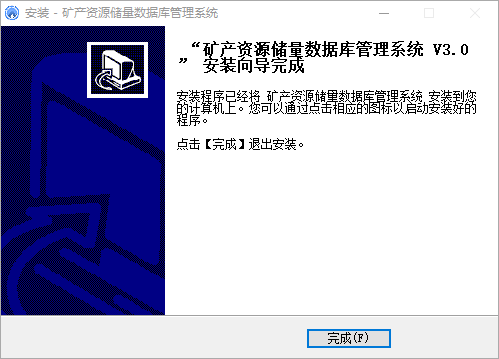 安装 - 矿产资源储量数据库管理系统
“矿产资源储量数据库管理系统 V3.0
” 安装向导完成
安装程序已经将 矿产资源储量数据库管理系统 安装到您
的计算机上。您可以通过点击相应的图标以启动安装好的
程序。
点击【完成】退出安装。
完成(F)